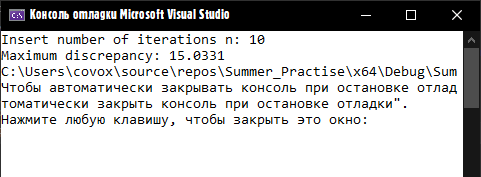 Консоль отладки Microsoft Visual Studio
Insert number of iterations n: 10
Maximum discrepancy: 15.0331
C:\Users\covox\source\repos\Summer_Practise\x64\Debug\Sum
Чтобы автоматически закрывать консоль при остановке отлад
томатически закрыть консоль при остановке отладки".
Нажмите любую клавишу, чтобы закрыть это окно: